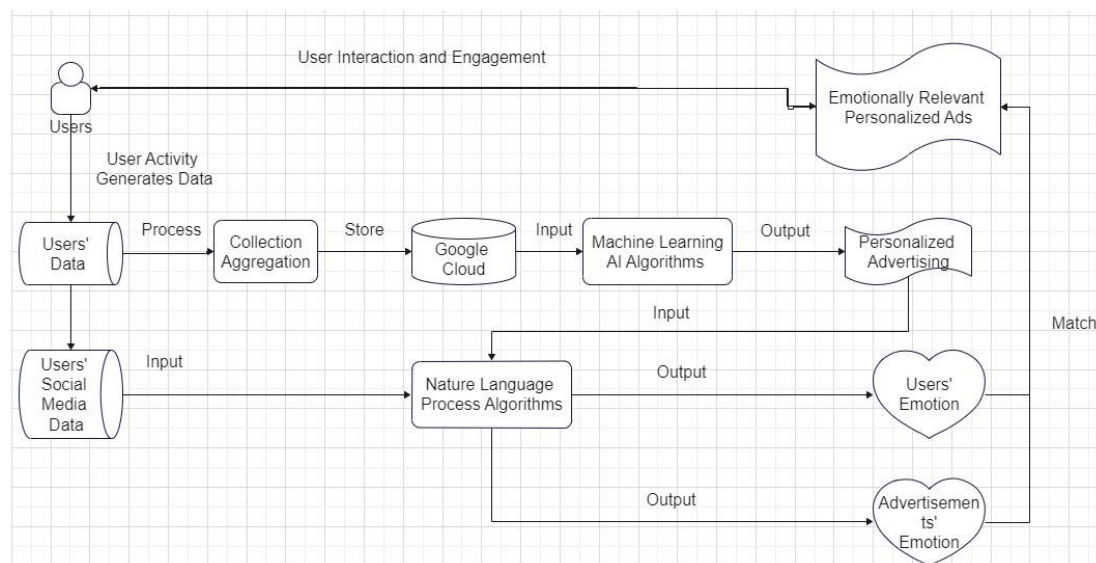 User Interaction and Engagement
Emotionally Relevant
Personalized Ads
Users
User Activity
Generates Data
Users'
Data
Process
Collection
Aggregation
Store
Google
Cloud
Input
Machine Learning
AI Algorithms
Output
Personalized
Advertising
Input
Match
Users'
Social
Media
Data
Input
Nature Language
Process Algorithms
Output
Users'
Emotion
Output
Advertisemen
ts'
Emotion